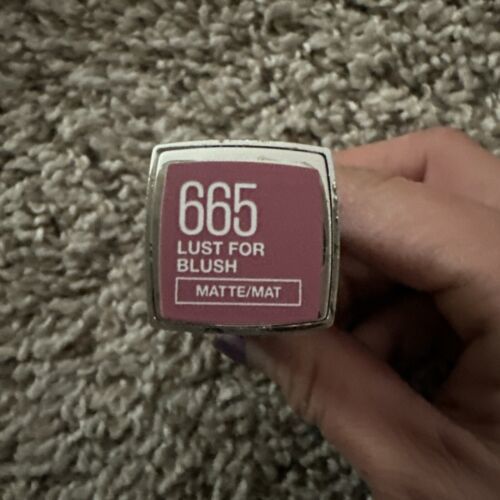 665
LUST FOR
BLUSH
MATTE/MAT